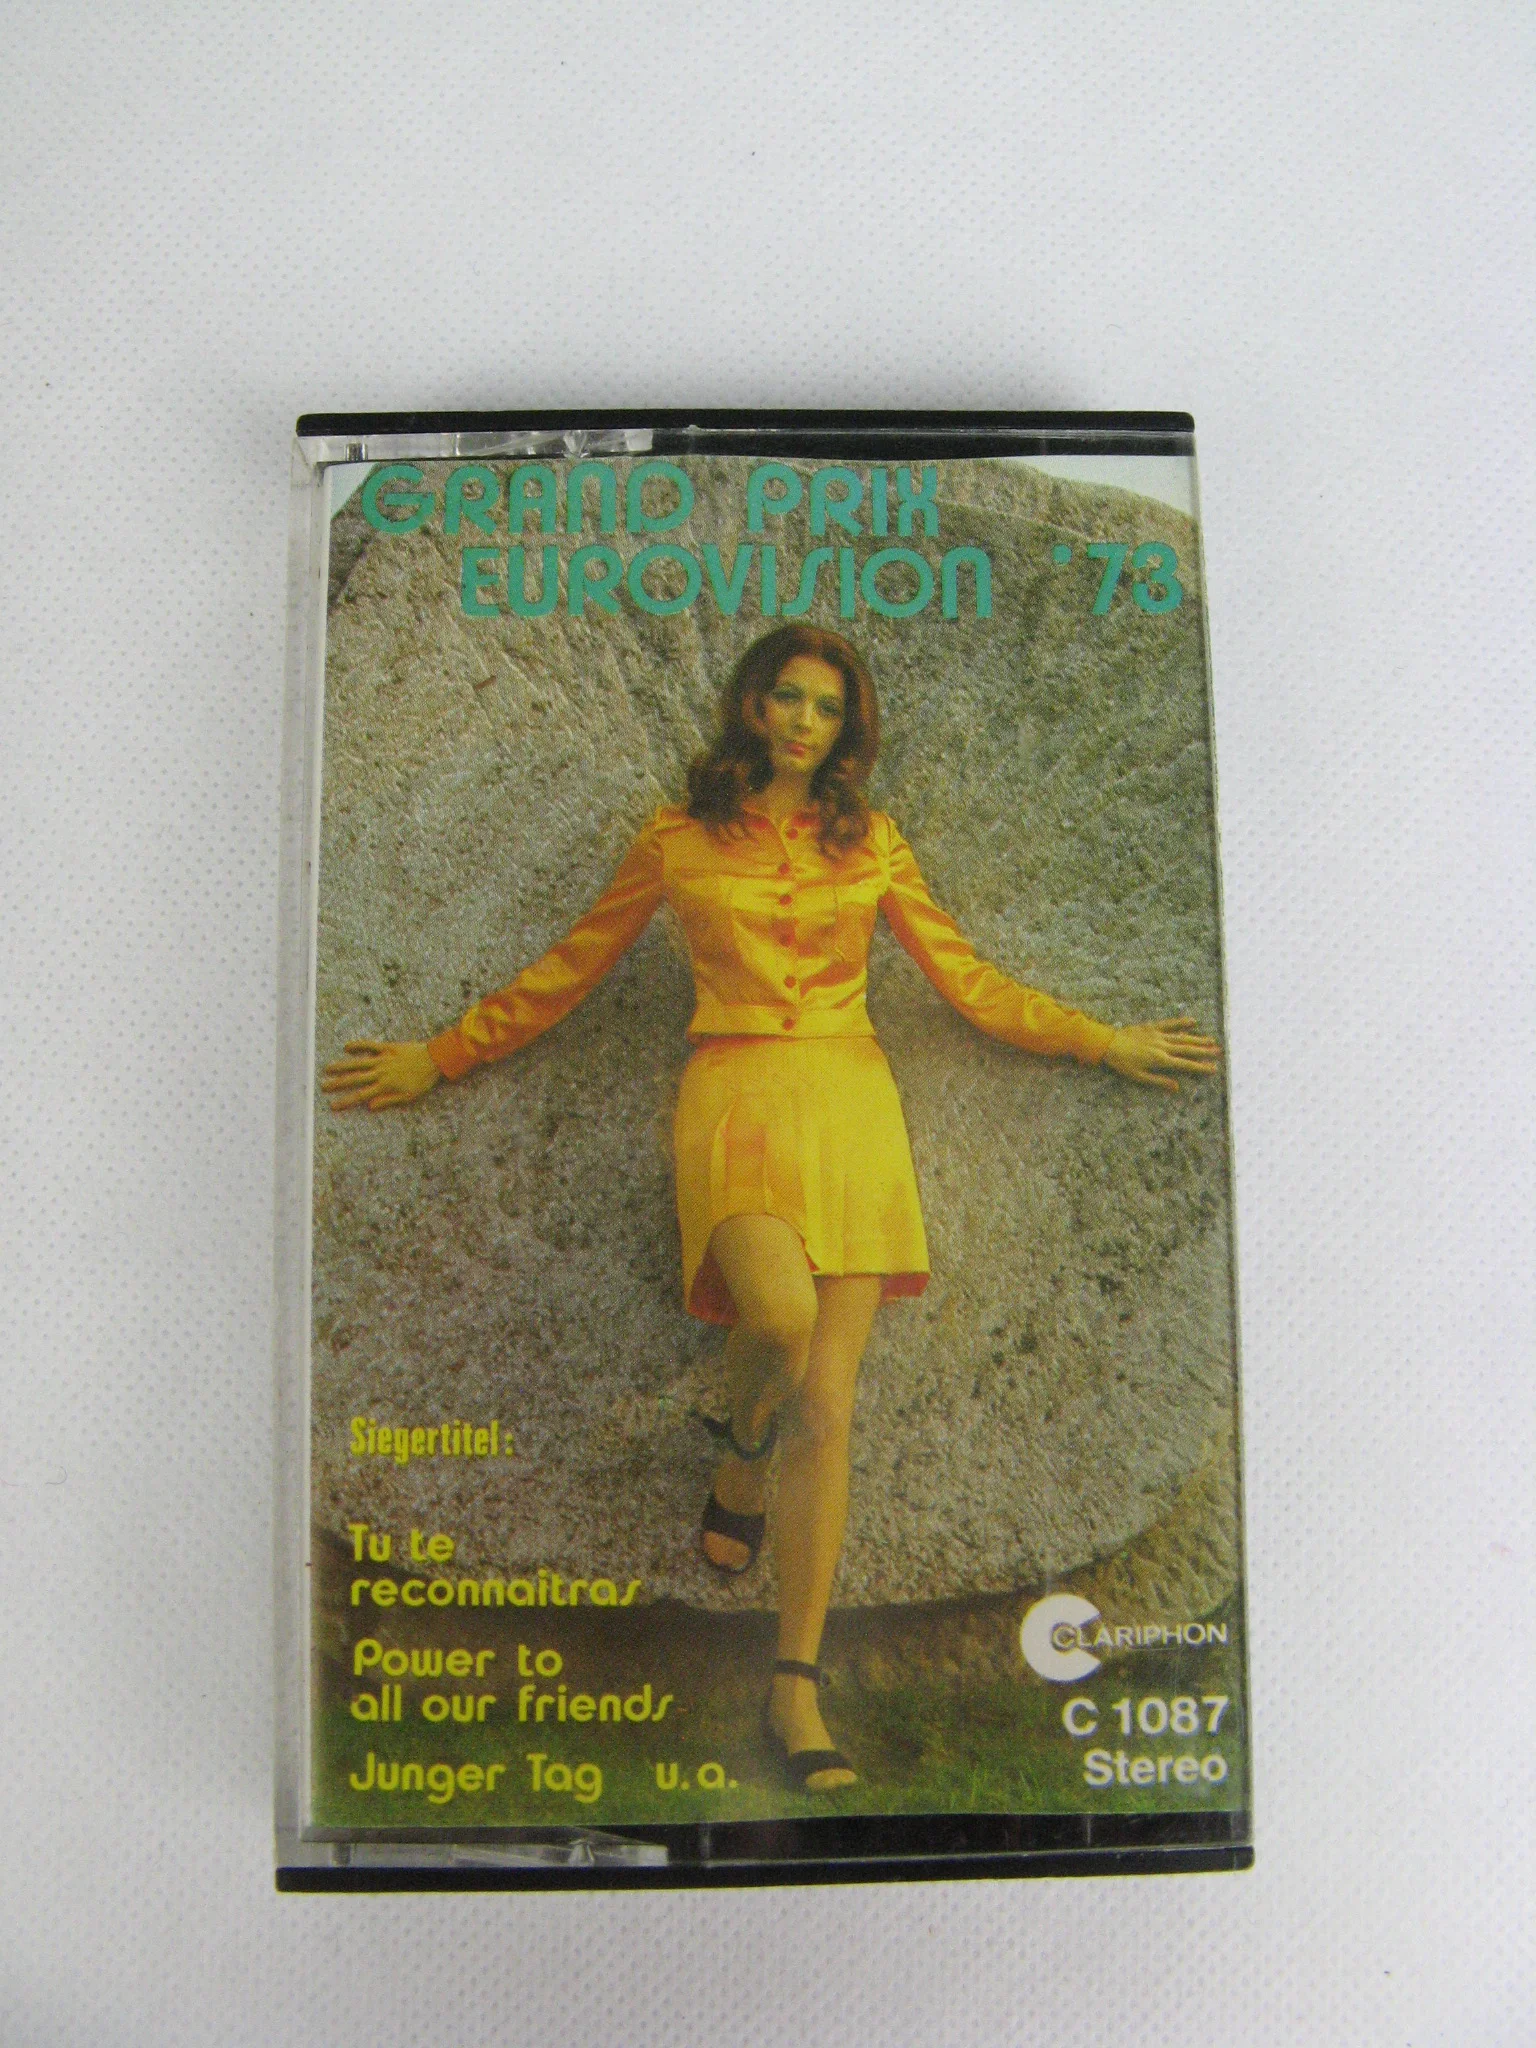 GRAND PRIX
EUROVISION '73
Siegertitel:
Tu te
reconnaitras
Power to
all our friends
Junger Tag u.a.
CLARIPHON
C 1087
Stereo